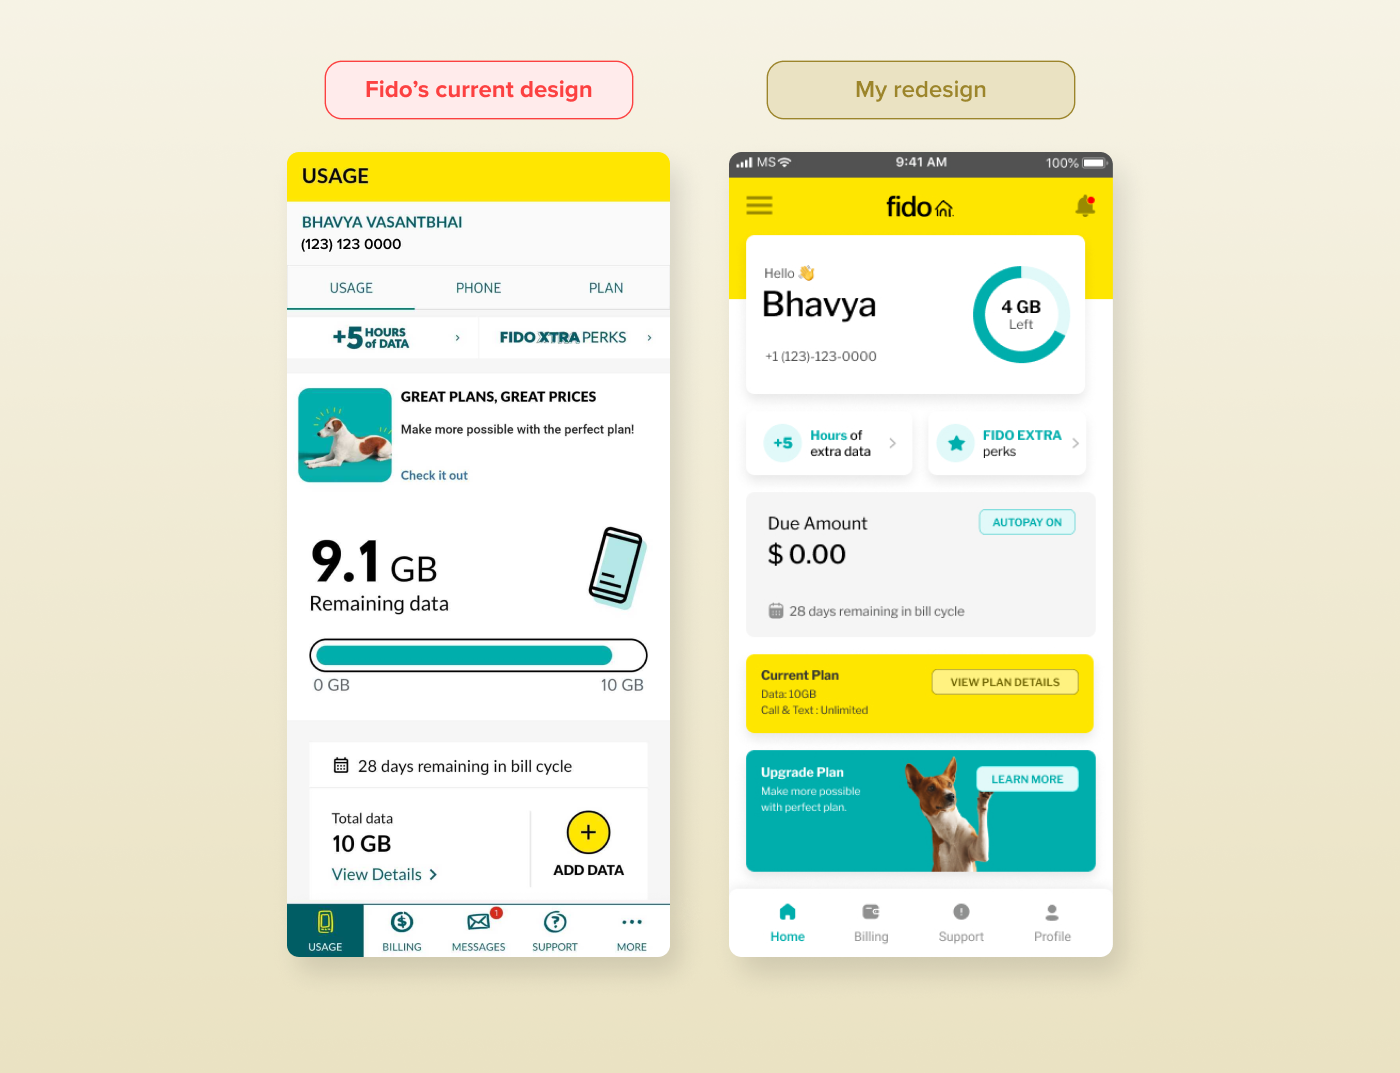 Fido’s current design
My redesign
USAGE
BHAVYA VASANTBHAI
(123) 123 0000
USAGE PHONE PLAN
+5 HOURS
of DATA
FIDO XTRA PERKS
GREAT PLANS, GREAT PRICES
Make more possible with the perfect plan!
Check it out
9.1 GB
Remaining data
0 GB 10 GB
28 days remaining in bill cycle
Total data
10 GB
View Details
+
ADD DATA
1
USAGE BILLING MESSAGES SUPPORT MORE
MS 9:41 AM 100%
fido
Hello
Bhavya
+1 (123)-123-0000
4 GB
Left
+5 Hours of
extra data
FIDO EXTRA
perks
Due Amount
$ 0.00
AUTOPAY ON
28 days remaining in bill cycle
Current Plan
Data: 10GB
Call & Text : Unlimited
VIEW PLAN DETAILS
Upgrade Plan
Make more possible
with perfect plan.
LEARN MORE
Home Billing Support Profile